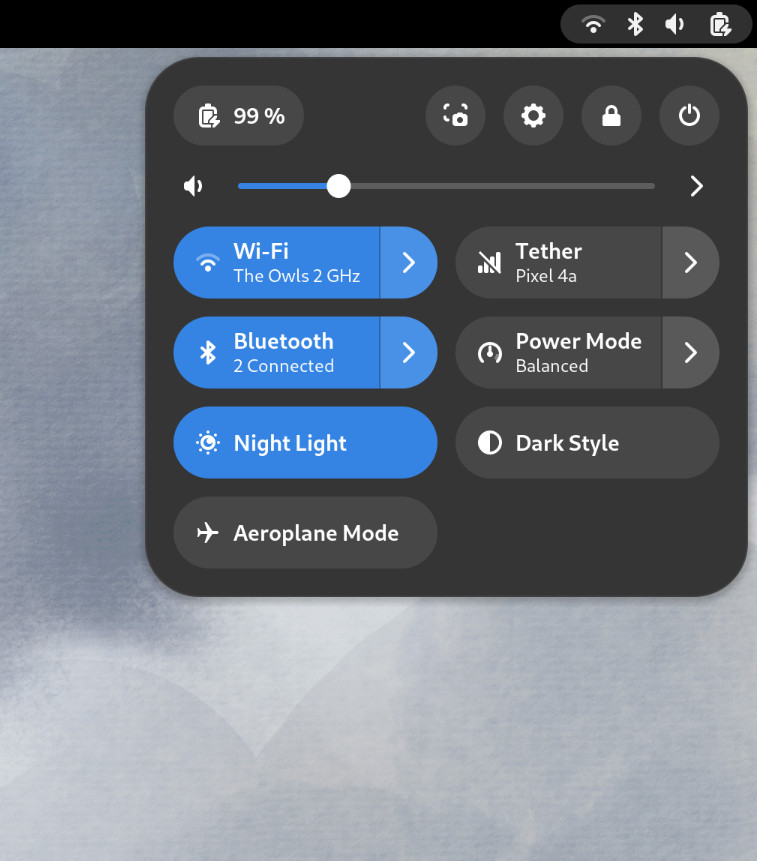 99 %
Wi-Fi
The Owls 2 GHz
Tether
Pixel 4a
Bluetooth
2 Connected
Power Mode
Balanced
Night Light
Dark Style
Aeroplane Mode